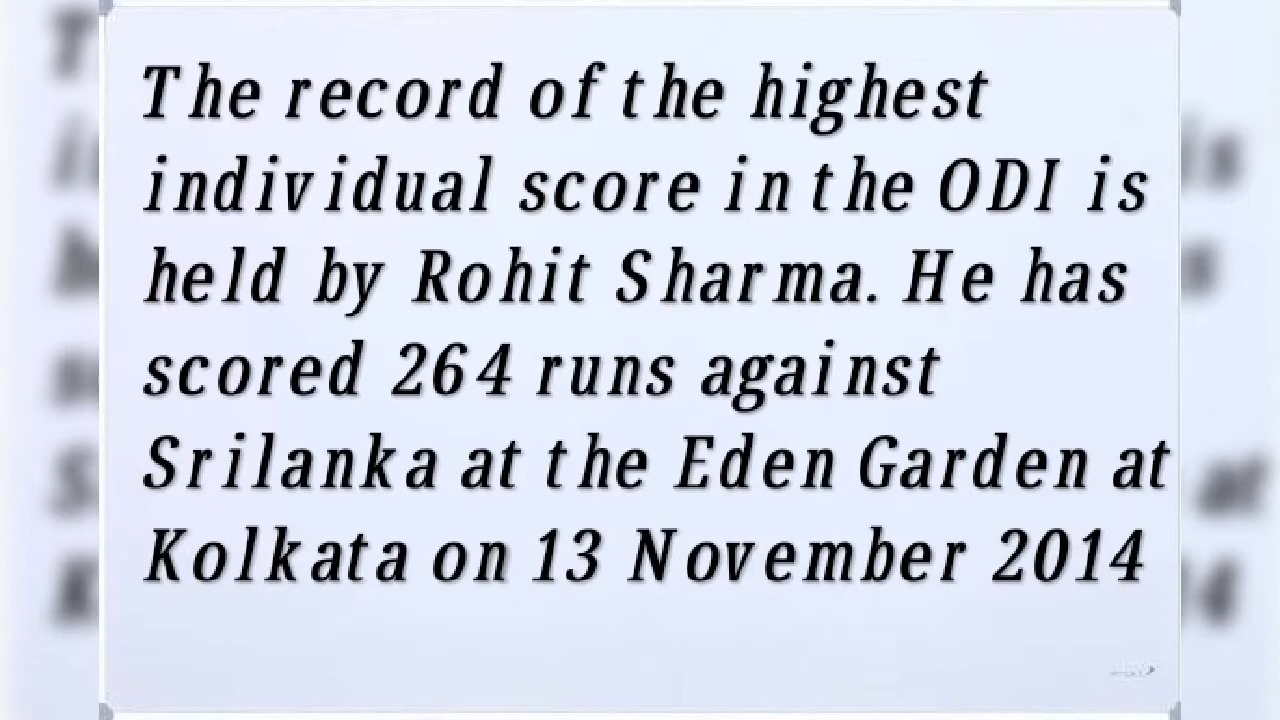 The record of the highest
individual score in the ODI is
held by Rohit Sharma. He has
scored 264 runs against
Srilanka at the Eden Garden at
Kolkata on 13 November 2014